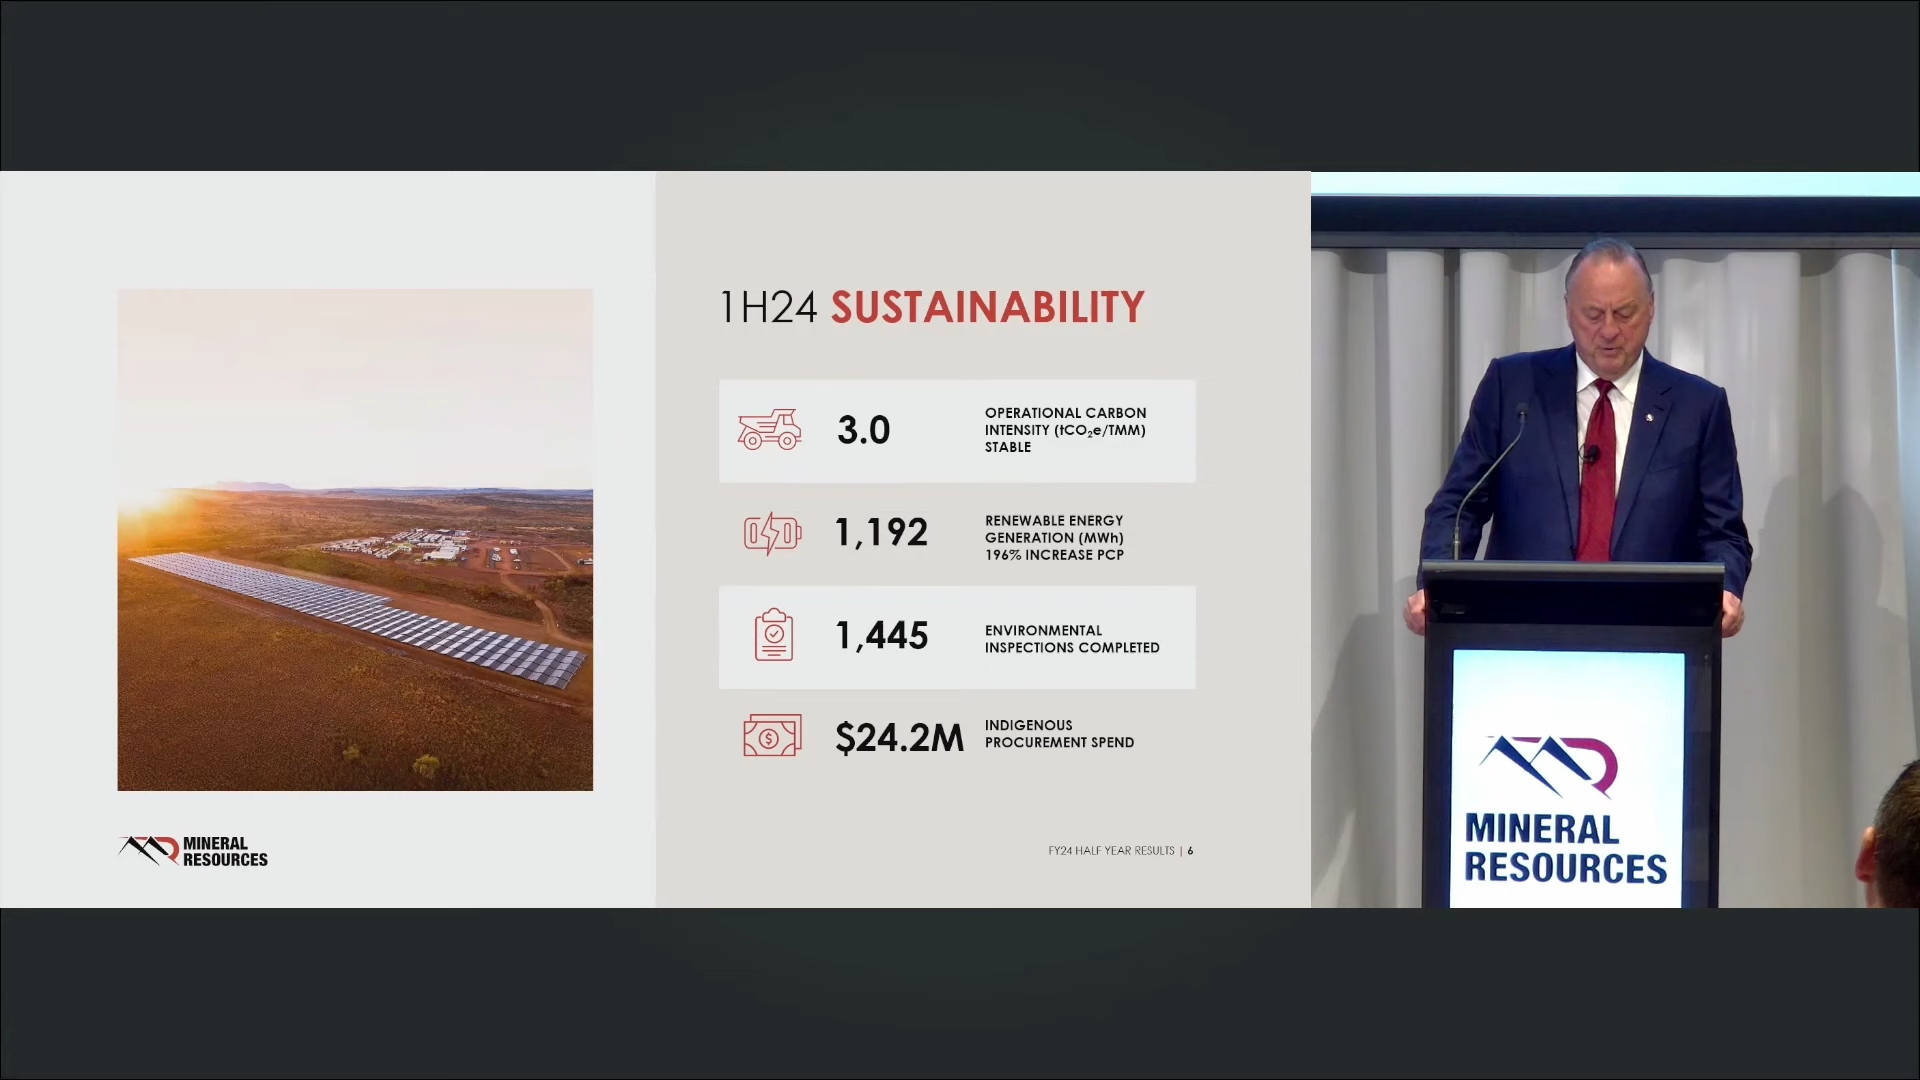 1H24 SUSTAINABILITY
3.0
OPERATIONAL CARBON
INTENSITY (tCO₂e/TMM)
STABLE
1,192
RENEWABLE ENERGY
GENERATION (MWh)
196% INCREASE PCP
1,445
ENVIRONMENTAL
INSPECTIONS COMPLETED
$24.2M
INDIGENOUS
PROCUREMENT SPEND
MINERAL
RESOURCES
FY24 HALF YEAR RESULTS | 6
MINERAL
RESOURCES